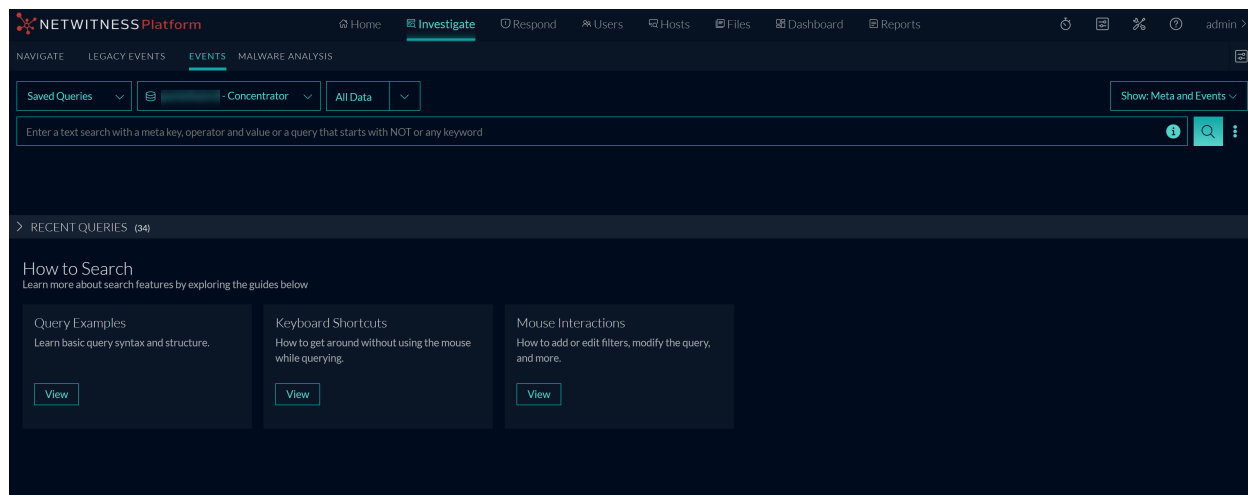 NETWITNESS Platform
Home Investigate Respond Users Hosts Files Dashboard Reports admin
NAVIGATE LEGACY EVENTS EVENTS MALWARE ANALYSIS
Saved Queries - Concentrator All Data Show: Meta and Events
Enter a text search with a meta key, operator and value or a query that starts with NOT or any keyword
RECENT QUERIES (34)
How to Search
Learn more about search features by exploring the guides below
Query Examples
Learn basic query syntax and structure.
View
Keyboard Shortcuts
How to get around without using the mouse
while querying.
View
Mouse Interactions
How to add or edit filters, modify the query,
and more.
View